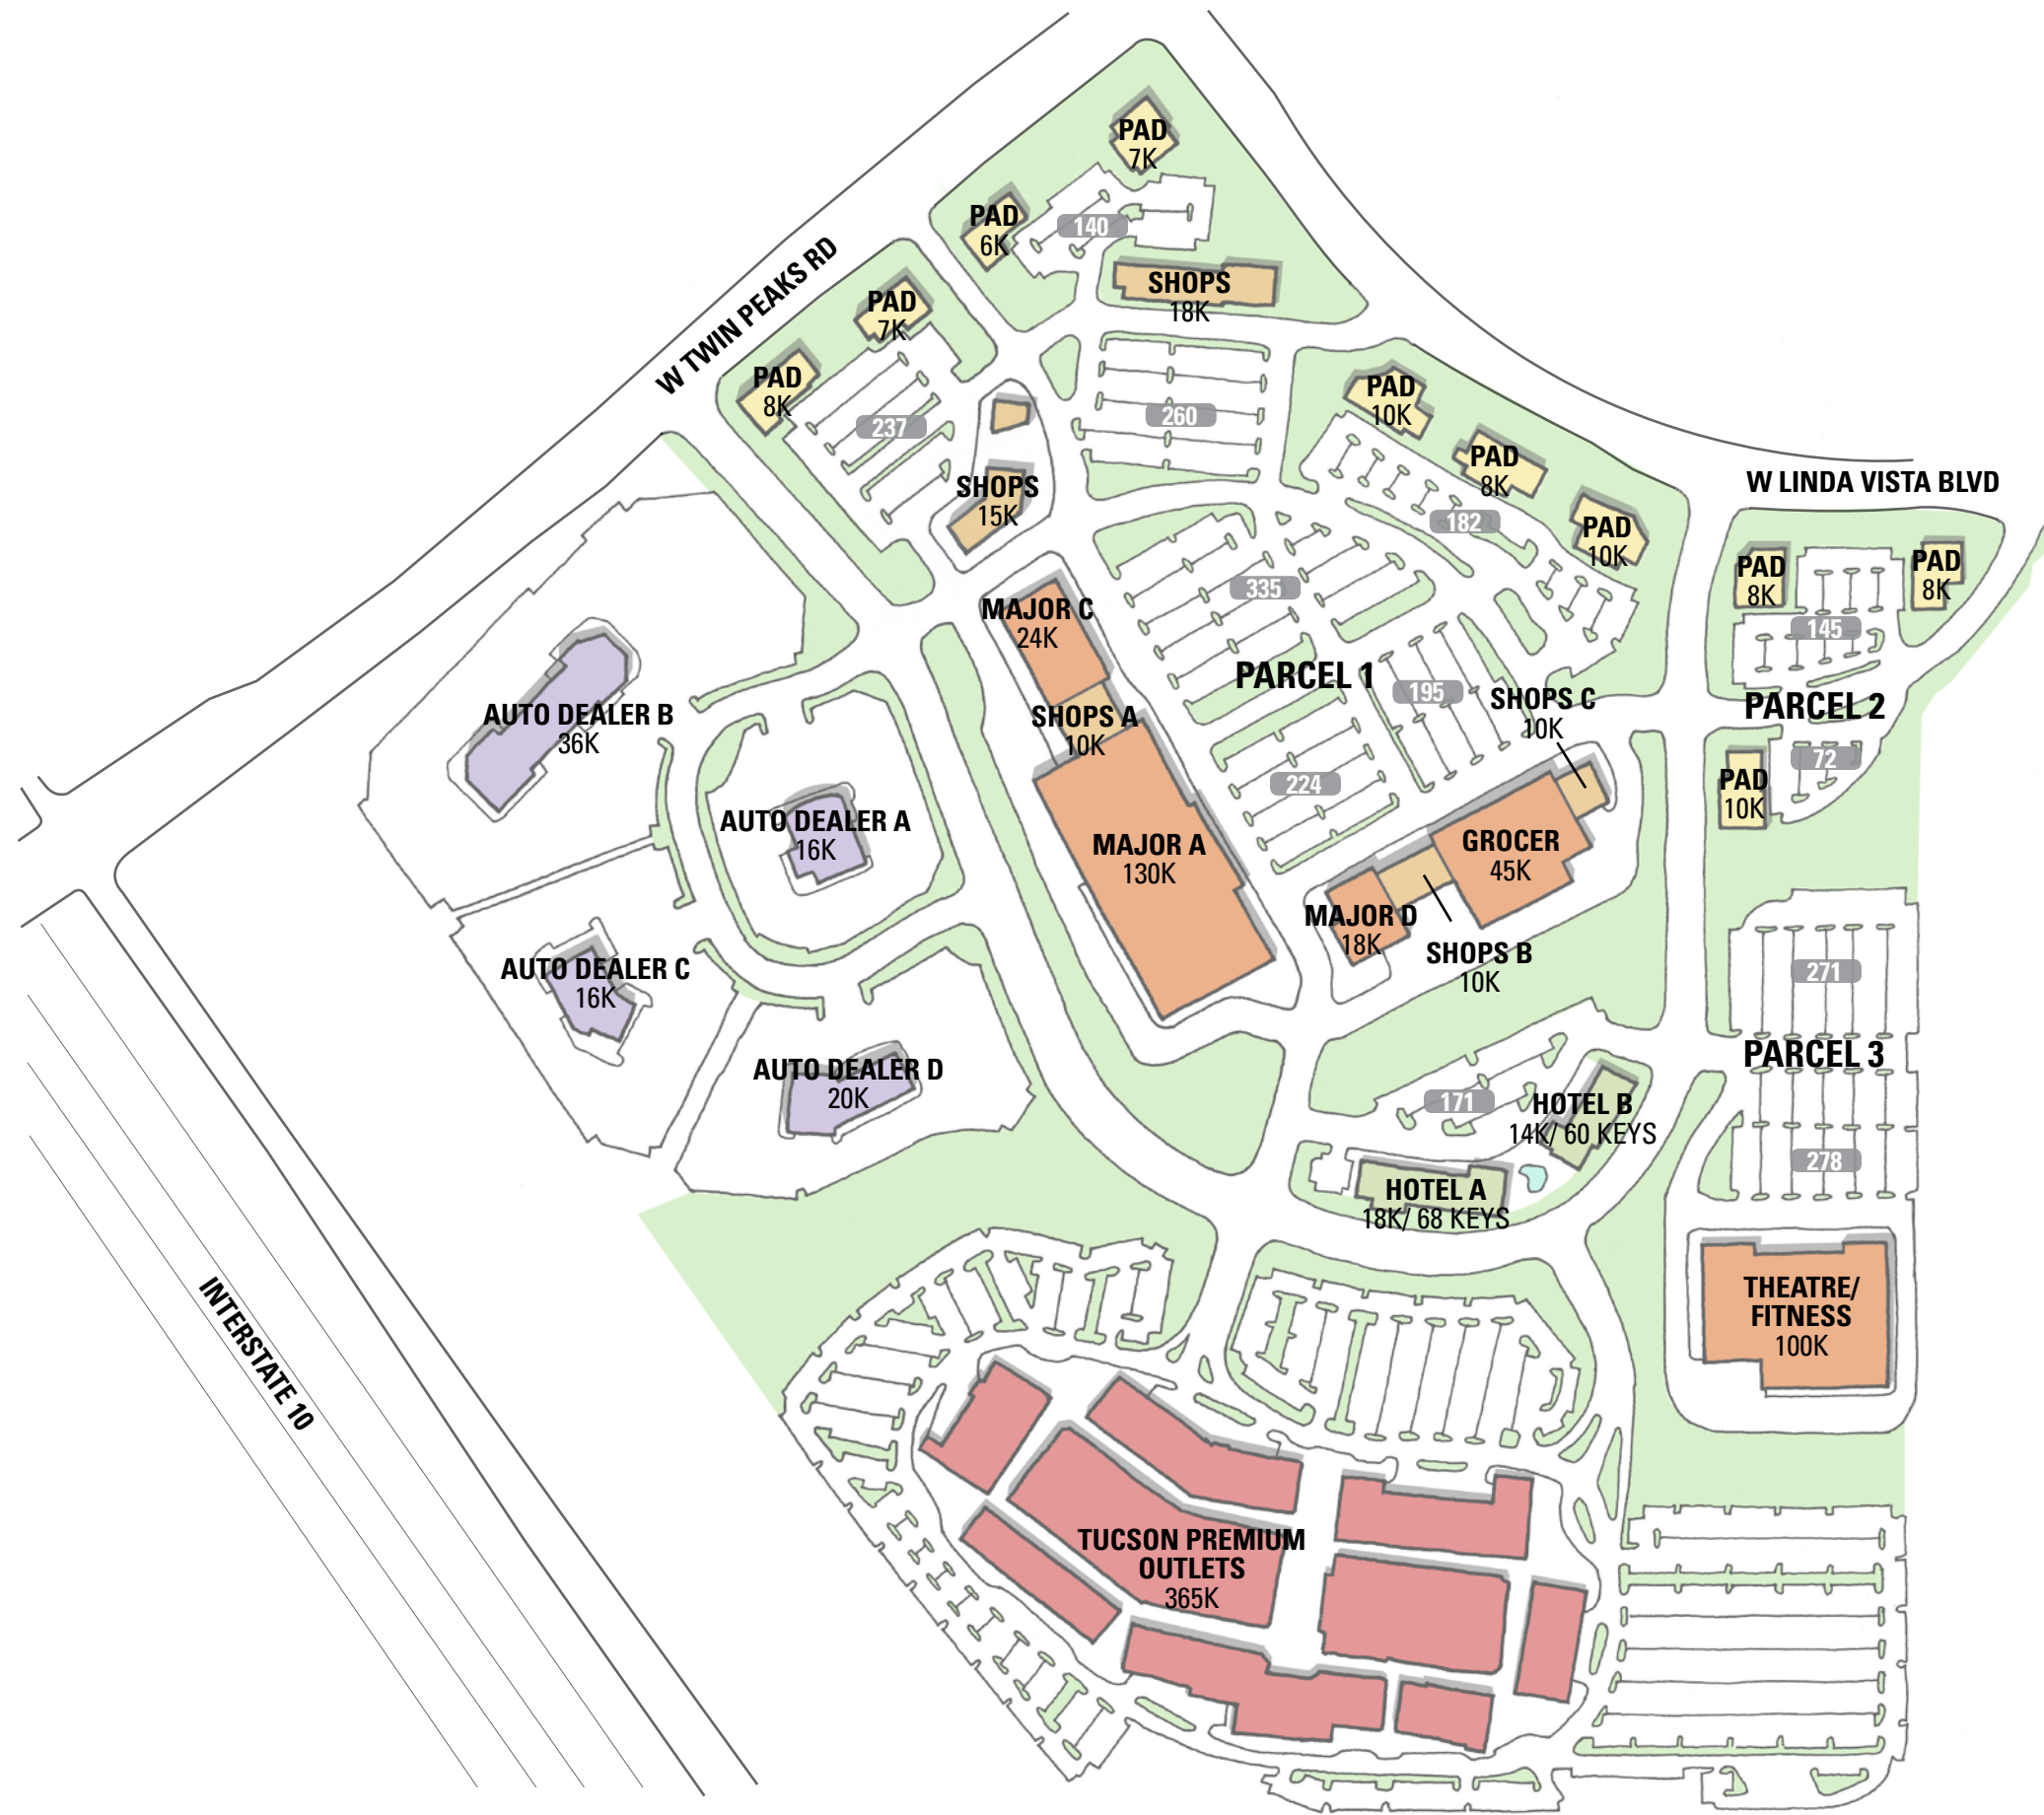 PAD
7K
PAD
6K
140
SHOPS
18K
W TWIN PEAKS RD
PAD
7K
PAD
8K
237
260
PAD
10K
PAD
8K
PAD
10K
182
SHOPS
15K
W LINDA VISTA BLVD
PAD
8K
PAD
8K
145
335
MAJOR C
24K
PARCEL 1
195
SHOPS C
10K
PARCEL 2
AUTO DEALER B
36K
SHOPS A
10K
72
PAD
10K
224
AUTO DEALER A
16K
MAJOR A
130K
GROCER
45K
MAJOR D
18K
SHOPS B
10K
AUTO DEALER C
16K
271
PARCEL 3
AUTO DEALER D
20K
171
HOTEL B
14K/ 60 KEYS
278
HOTEL A
18K/ 68 KEYS
THEATRE/
FITNESS
100K
INTERSTATE 10
TUCSON PREMIUM
OUTLETS
365K